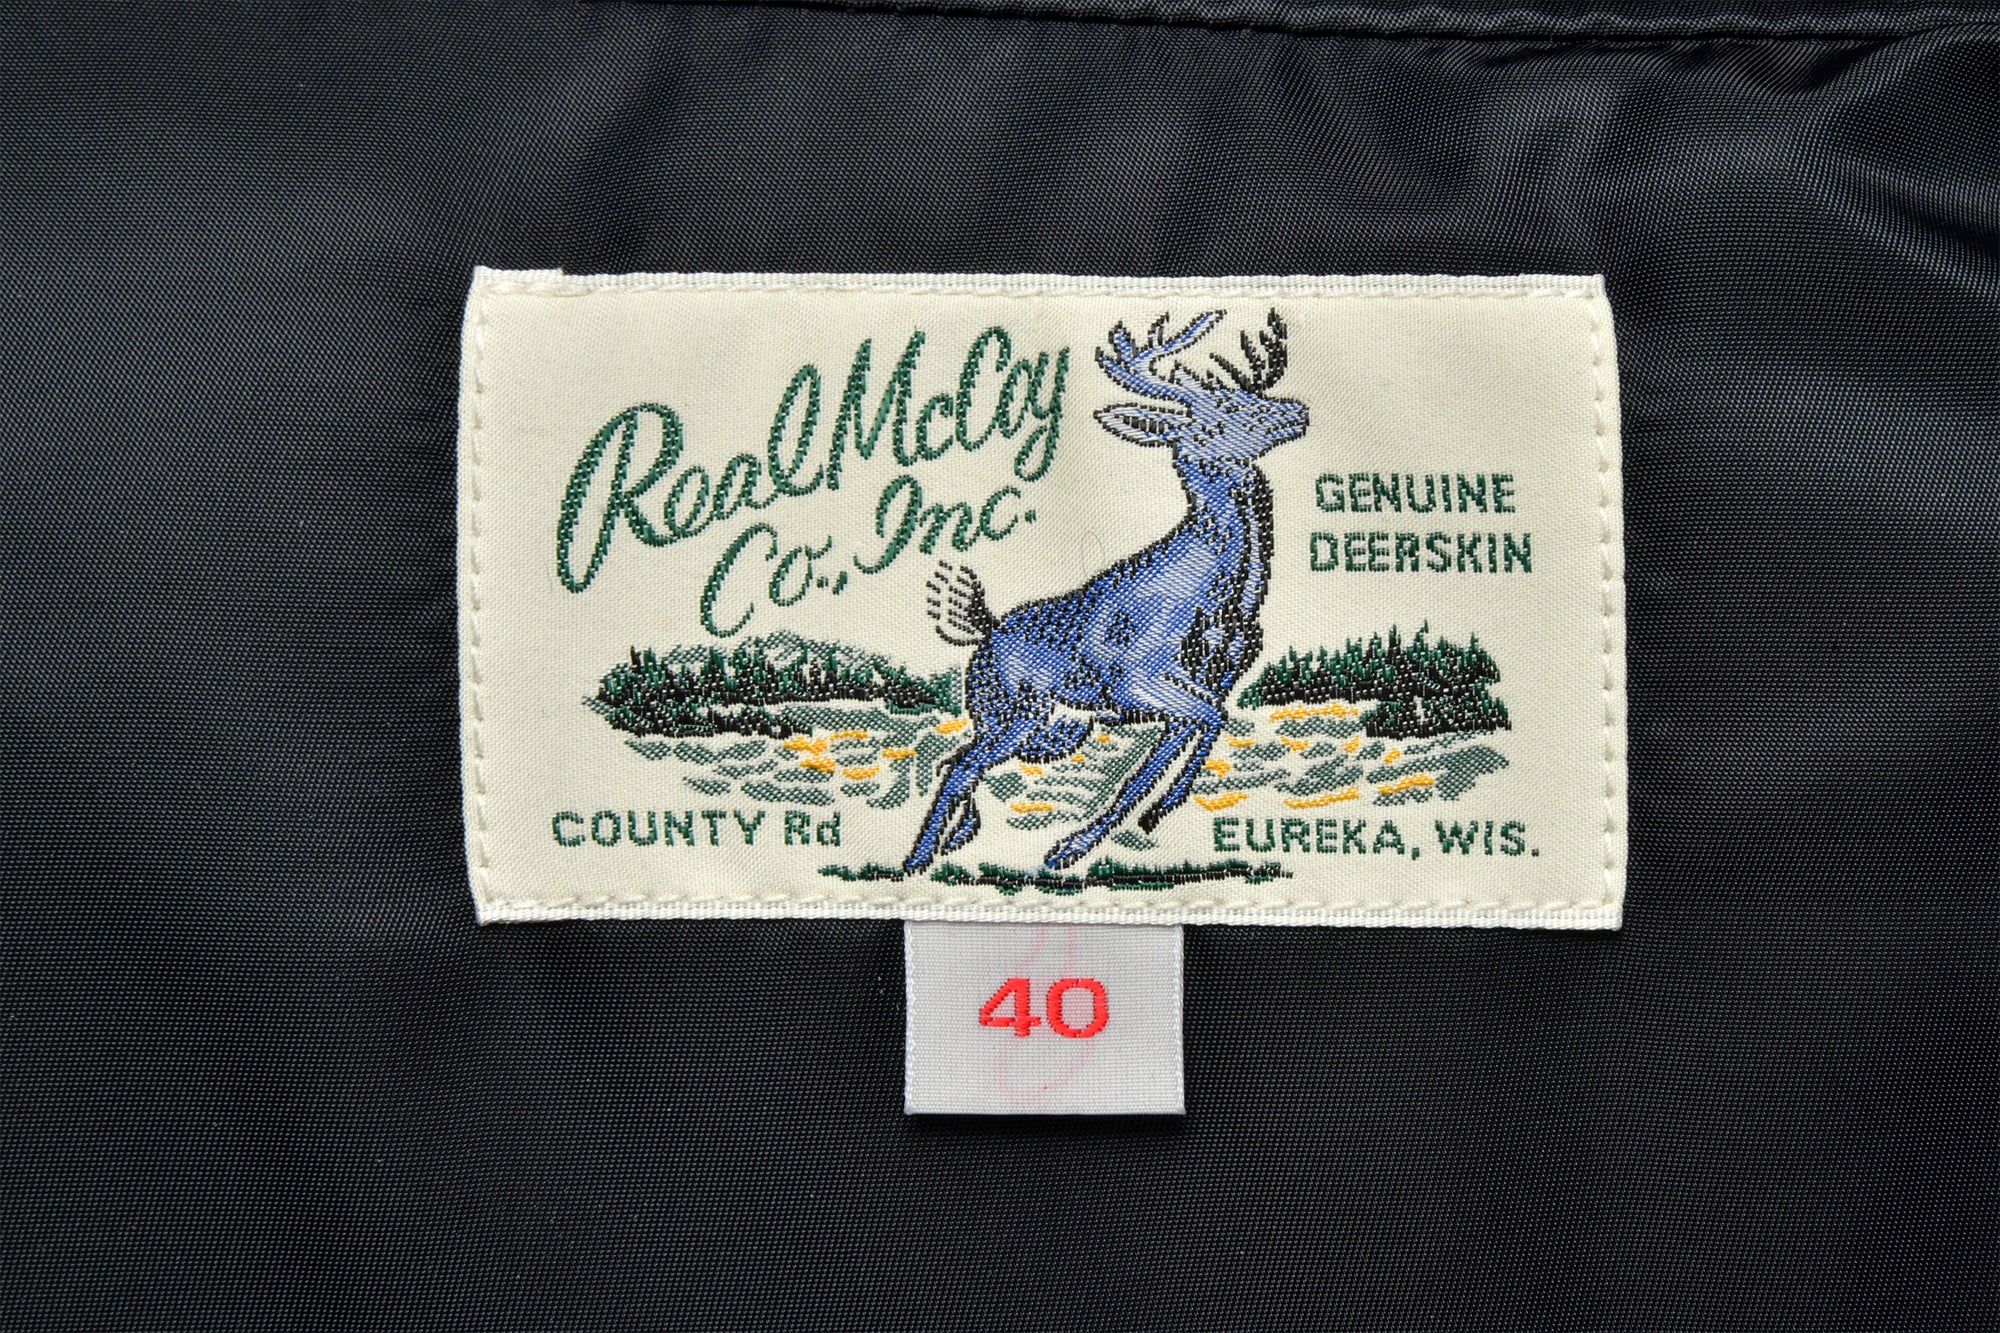 Real McCoy
Co., Inc.
GENUINE
DEERSKIN
COUNTY Rd
EUREKA, WIS.
40